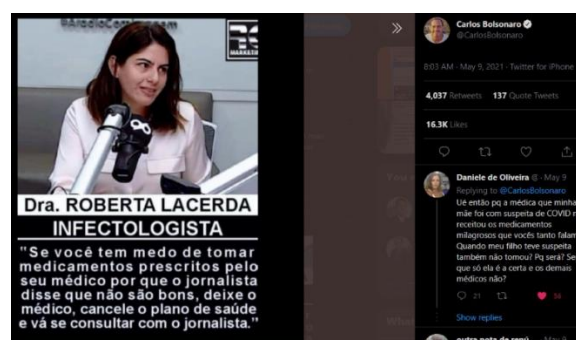 Carlos Bolsonaro
@CarlosBolsonaro
8:03 AM · May 9, 2021 · Twitter for iPhone
4,037 Retweets 137 Quote Tweets
16.3K Likes
MARKETI
Dra. ROBERTA LACERDA
INFECTOLOGISTA
"Se você tem medo de tomar
medicamentos prescritos pelo
seu médico por que o jornalista
disse que não são bons, deixe o
médico, cancele o plano de saúde
e vá se consultar com o jornalista."
Daniele de Oliveira @ · May 9
Replying to @CarlosBolsonaro
Ué então pq a médica que minha
mãe foi com suspeita de COVID n
receitou os medicamentos
milagrosos que vocês tanto falam
Quando meu filho teve suspeita
também não tomou? Pq será? Se
que só ela é a certa e os demais
médicos não?
21 34
Show replies
May 9